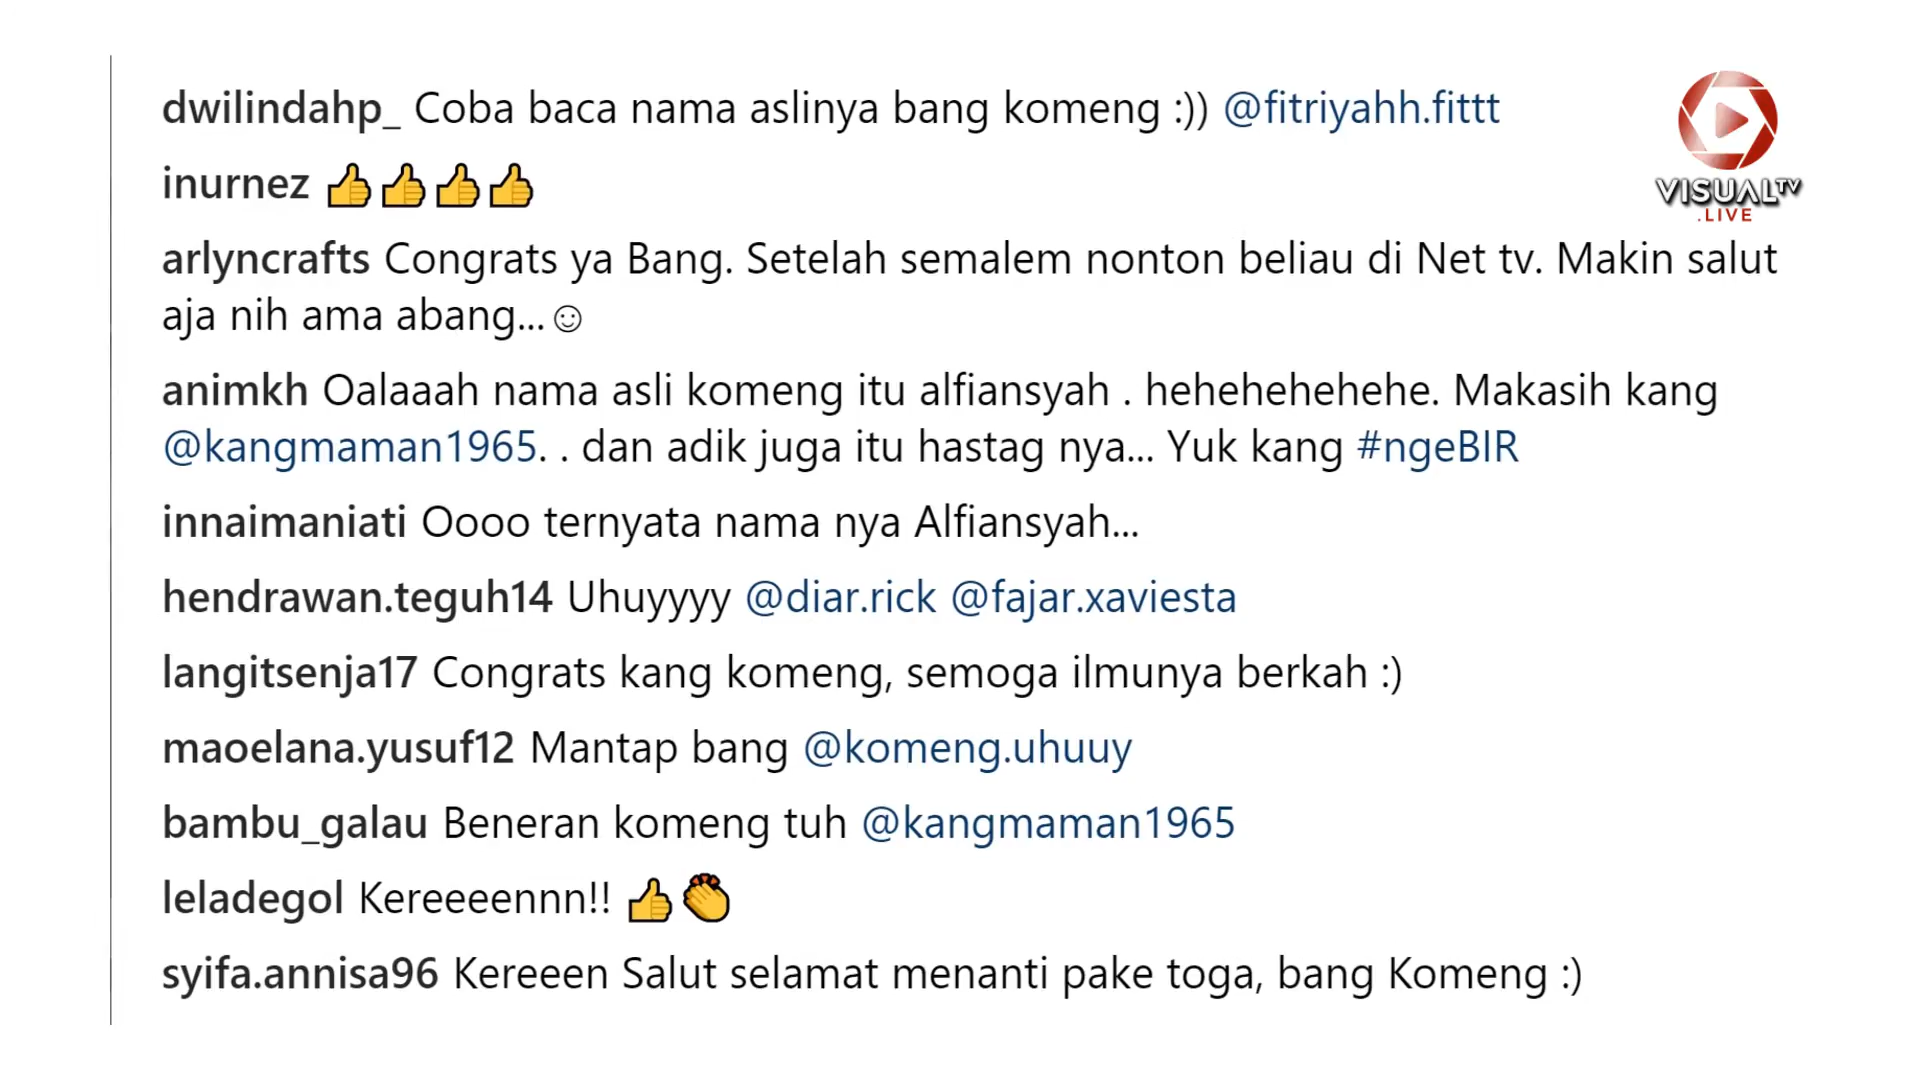 dwilindahp_ Coba baca nama aslinya bang komeng :)) @fitriyahh.fittt
inurnez 👍👍👍👍
arlyncrafts Congrats ya Bang. Setelah semalem nonton beliau di Net tv. Makin salut
aja nih ama abang...☺
animkh Oalaaah nama asli komeng itu alfiansyah . hehehehehehe. Makasih kang
@kangmaman1965. . dan adik juga itu hastag nya... Yuk kang #ngeBIR
innaimaniati Oooo ternyata nama nya Alfiansyah...
hendrawan.teguh14 Uhuyyyy @diar.rick @fajar.xaviesta
langitsenja17 Congrats kang komeng, semoga ilmunya berkah :)
maoelana.yusuf12 Mantap bang @komeng.uhuuy
bambu_galau Beneran komeng tuh @kangmaman1965
leladegol Kereeeennn!! 👍👏
syifa.annisa96 Kereeen Salut selamat menanti pake toga, bang Komeng :)
VISUALTV
.LIVE